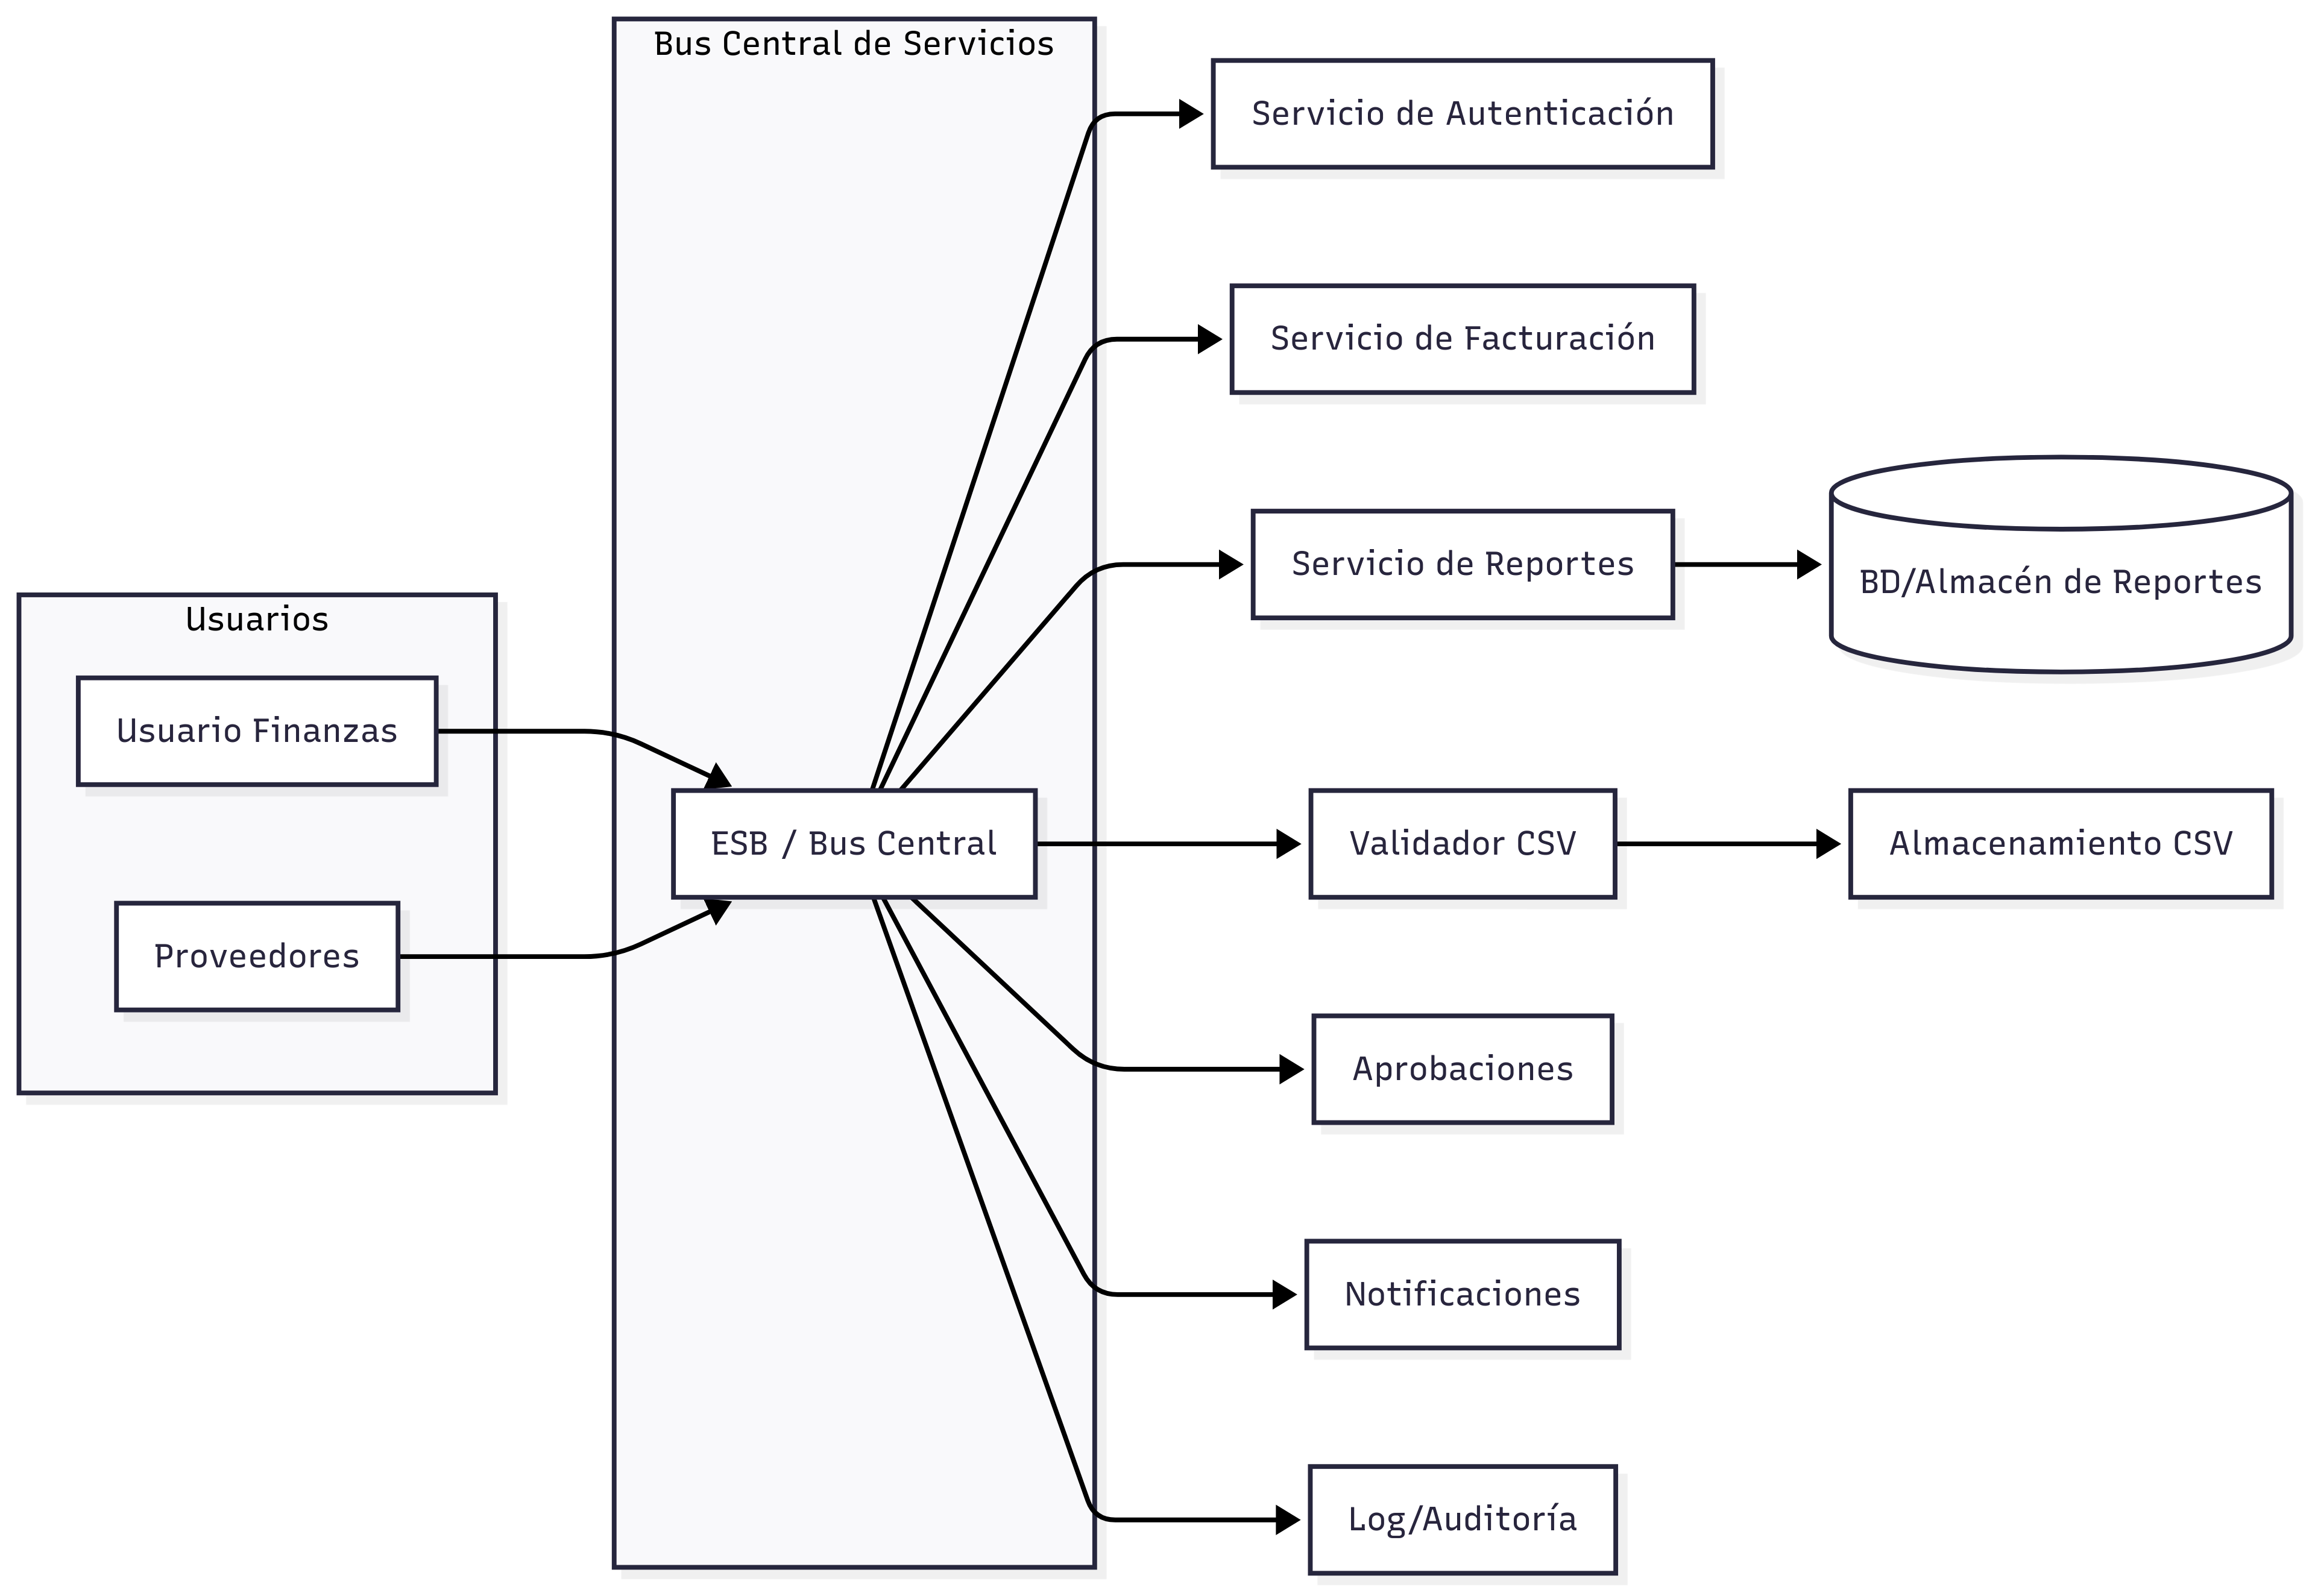 Bus Central de Servicios
Servicio de Autenticación
Servicio de Facturación
Servicio de Reportes
BD/Almacén de Reportes
Usuarios
Usuario Finanzas
ESB / Bus Central
Validador CSV
Almacenamiento CSV
Proveedores
Aprobaciones
Notificaciones
Log/Auditoría